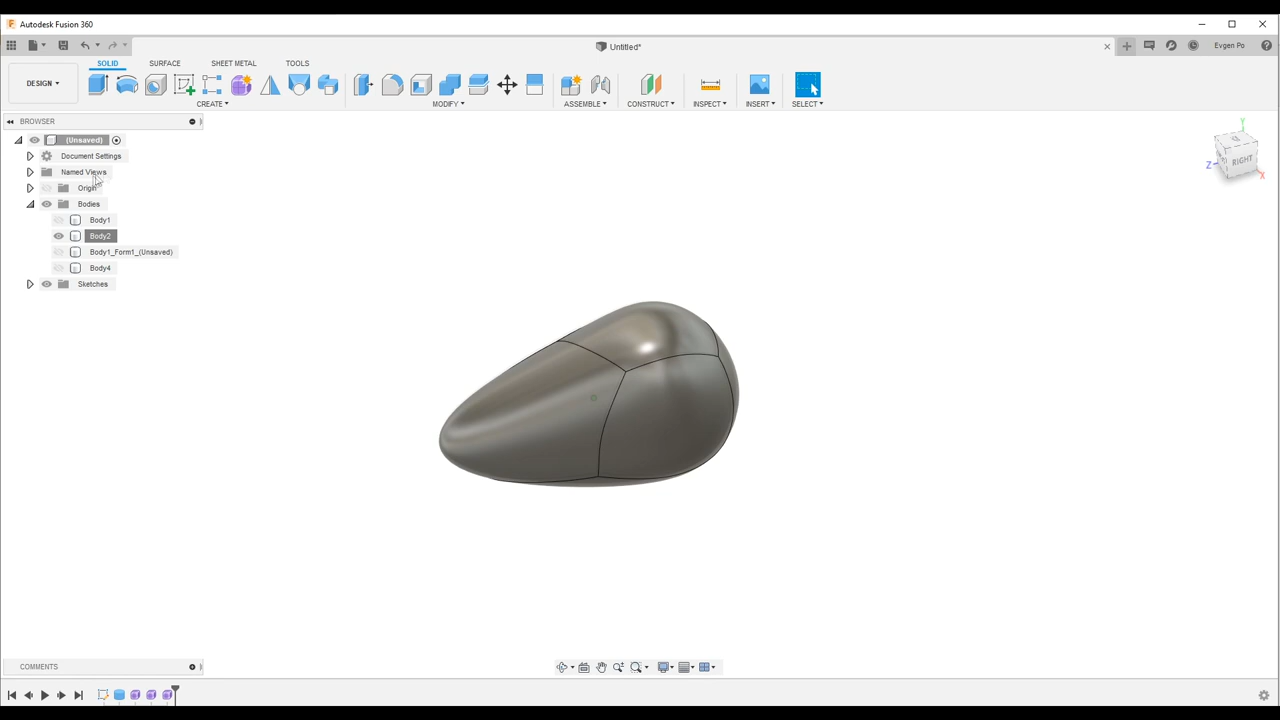 Autodesk Fusion 360
Untitled*
Evgen Po
DESIGN
SOLID
SURFACE
SHEET METAL
TOOLS
CREATE
MODIFY
ASSEMBLE
CONSTRUCT
INSPECT
INSERT
SELECT
BROWSER
(Unsaved)
Document Settings
Named Views
Origin
Bodies
Body1
Body2
Body1_Form1_(Unsaved)
Body4
Sketches
Y
Z
RIGHT
X
COMMENTS